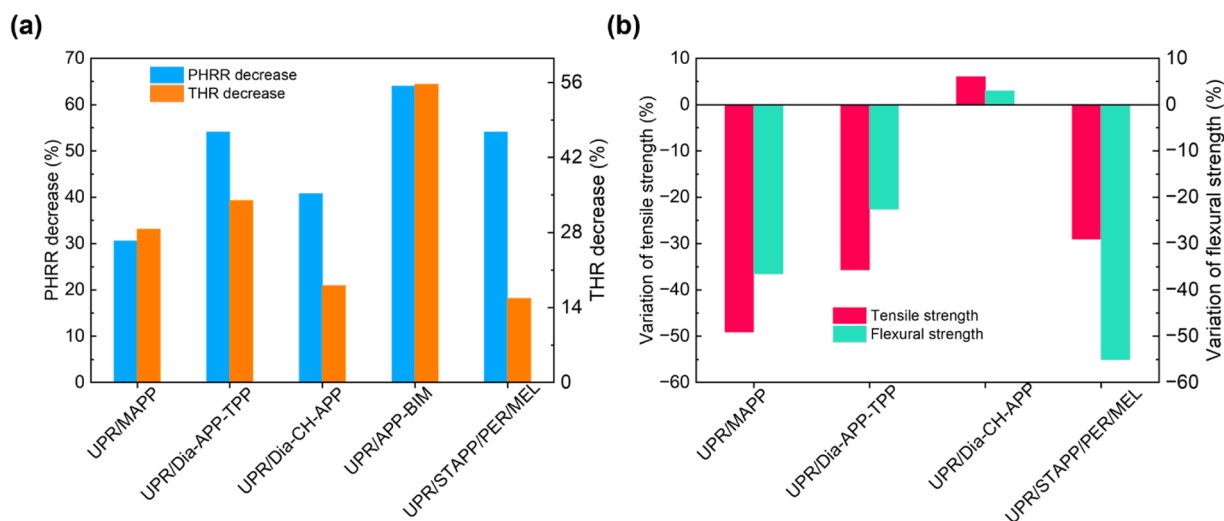 (a)
70
60
50
40
30
20
10
0
PHRR decrease (%)
PHRR decrease
THR decrease
56
42
28
14
0
THR decrease (%)
UPR/MAPP
UPR/Dia-APP-TPP
UPR/Dia-CH-APP
UPR/APP-BIM
UPR/STAPP/PER/MEL
(b)
10
0
−10
−20
−30
−40
−50
−60
Variation of tensile strength (%)
Tensile strength
Flexural strength
10
0
−10
−20
−30
−40
−50
−60
Variation of flexural strength (%)
UPR/MAPP
UPR/Dia-APP-TPP
UPR/Dia-CH-APP
UPR/STAPP/PER/MEL